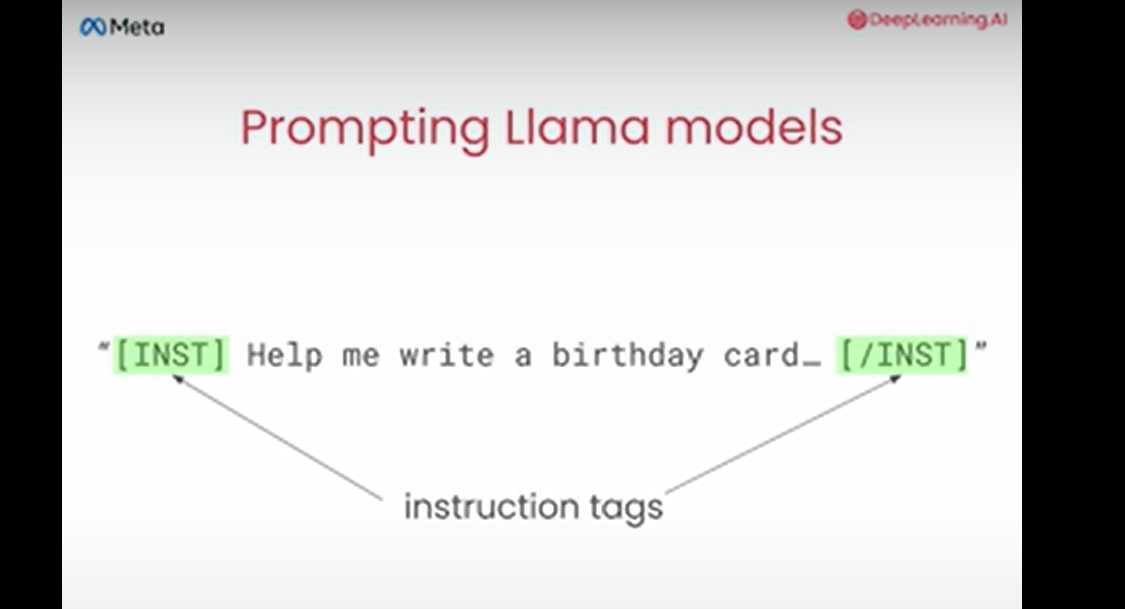 Meta
DeepLearning.AI
Prompting Llama models
“[INST] Help me write a birthday card… [/INST]”
instruction tags